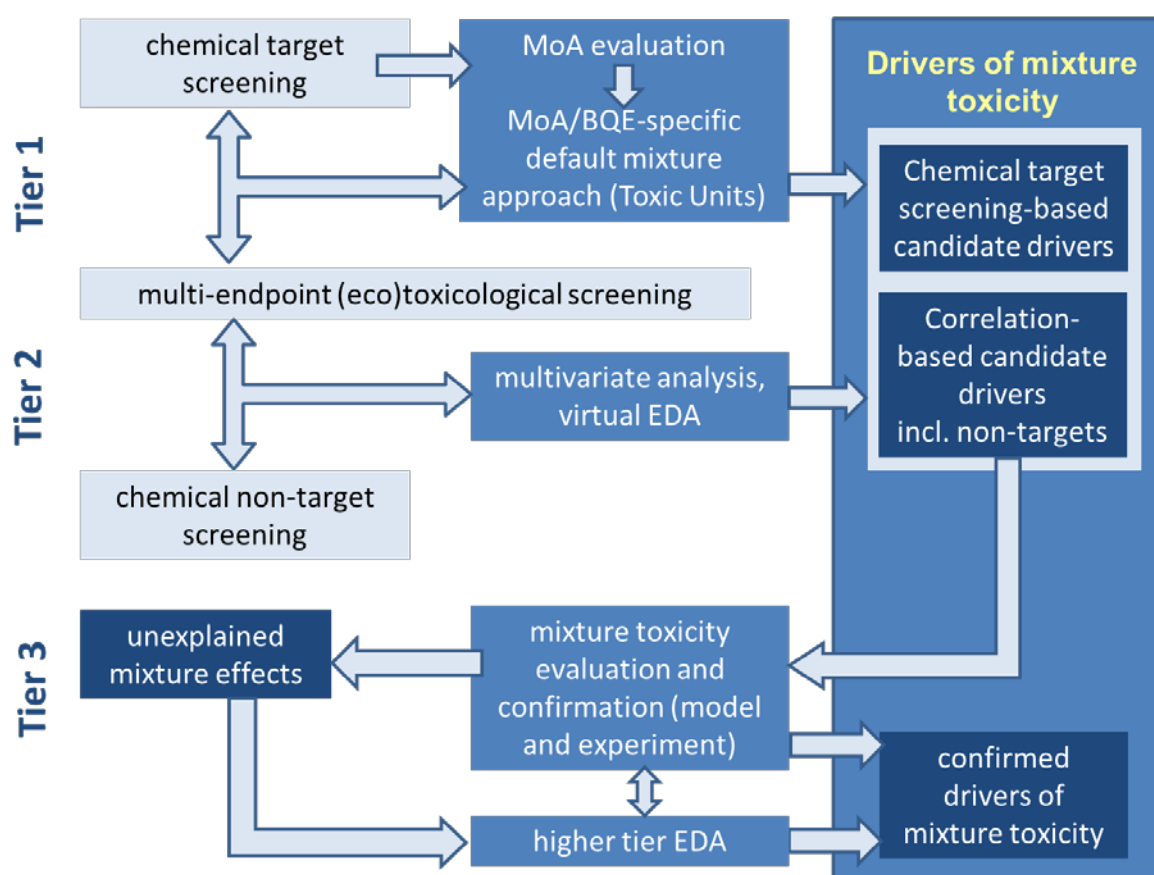 Tier 1
chemical target
screening
MoA evaluation
MoA/BQE-specific
default mixture
approach (Toxic Units)
Drivers of mixture
toxicity
Chemical target
screening-based
candidate drivers
multi-endpoint (eco)toxicological screening
Tier 2
multivariate analysis,
virtual EDA
Correlation-
based candidate
drivers
incl. non-targets
chemical non-target
screening
Tier 3
unexplained
mixture effects
mixture toxicity
evaluation and
confirmation (model
and experiment)
higher tier EDA
confirmed
drivers of
mixture toxicity